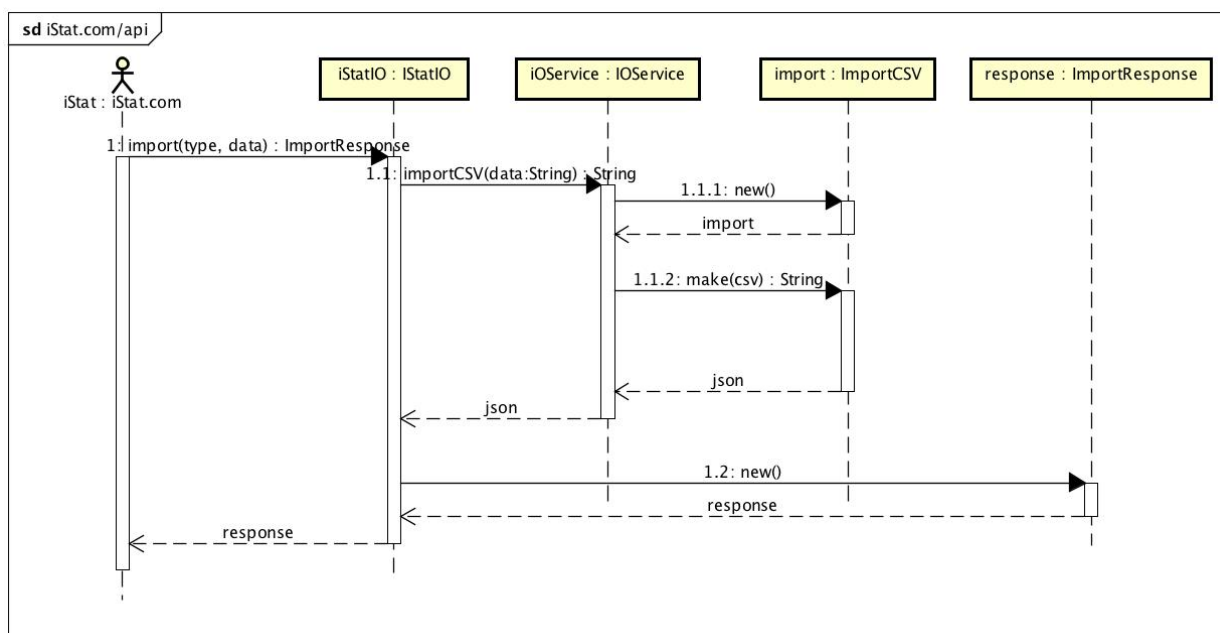 sd iStat.com/api
iStat : iStat.com
iStatIO : IStatIO
iOService : IOService
import : ImportCSV
response : ImportResponse
1: import(type, data) : ImportResponse
1.1: importCSV(data:String) : String
1.1.1: new()
import
1.1.2: make(csv) : String
json
json
1.2: new()
response
response